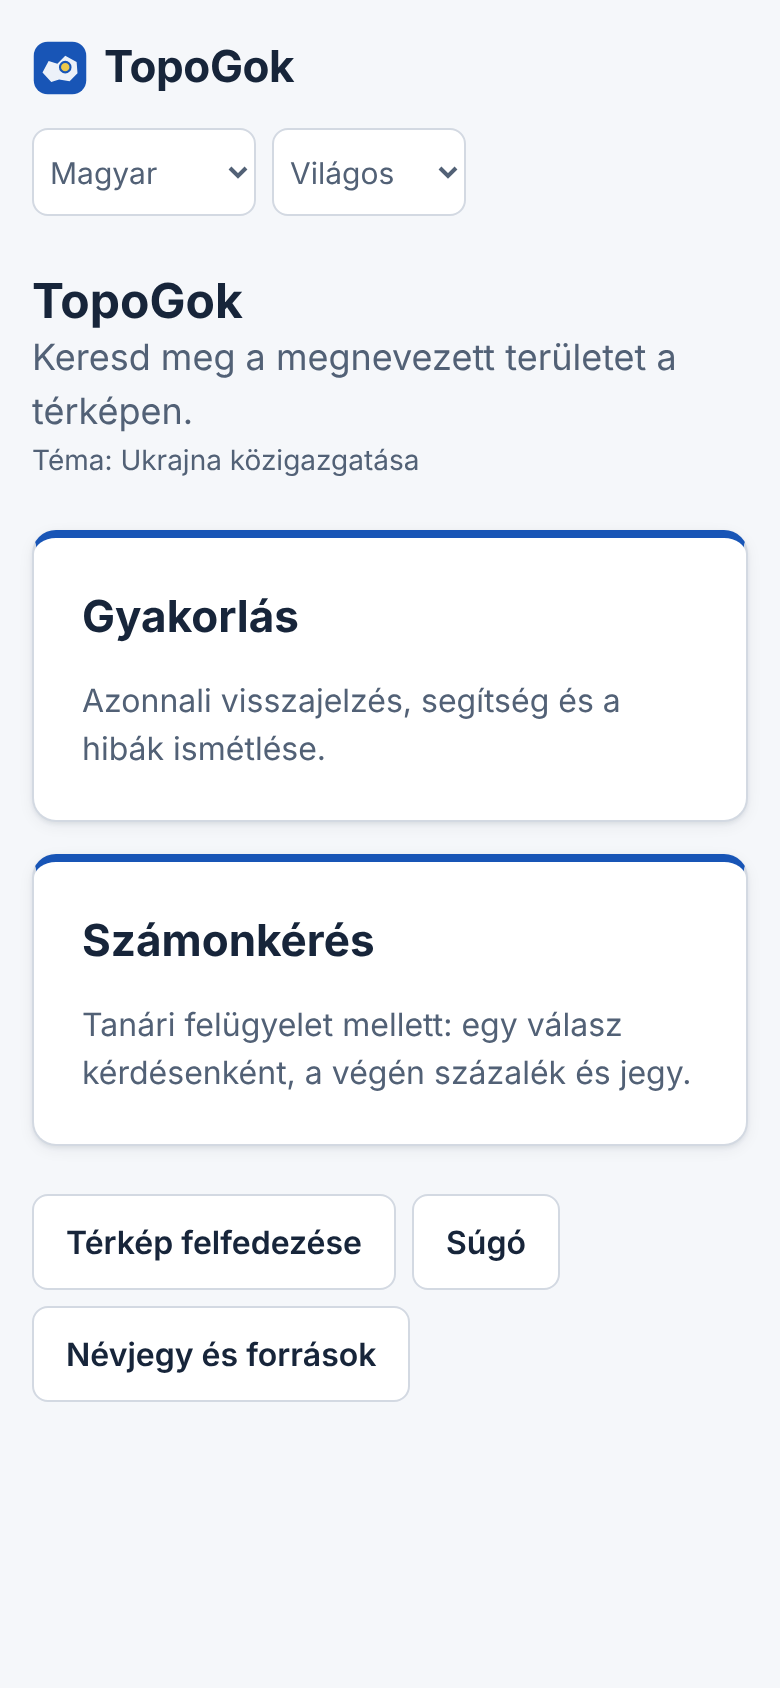 TopoGok
Magyar
Világos
TopoGok
Keresd meg a megnevezett területet a
térképen.
Téma: Ukrajna közigazgatása
Gyakorlás
Azonnali visszajelzés, segítség és a
hibák ismétlése.
Számonkérés
Tanári felügyelet mellett: egy válasz
kérdésenként, a végén százalék és jegy.
Térkép felfedezése
Súgó
Névjegy és források